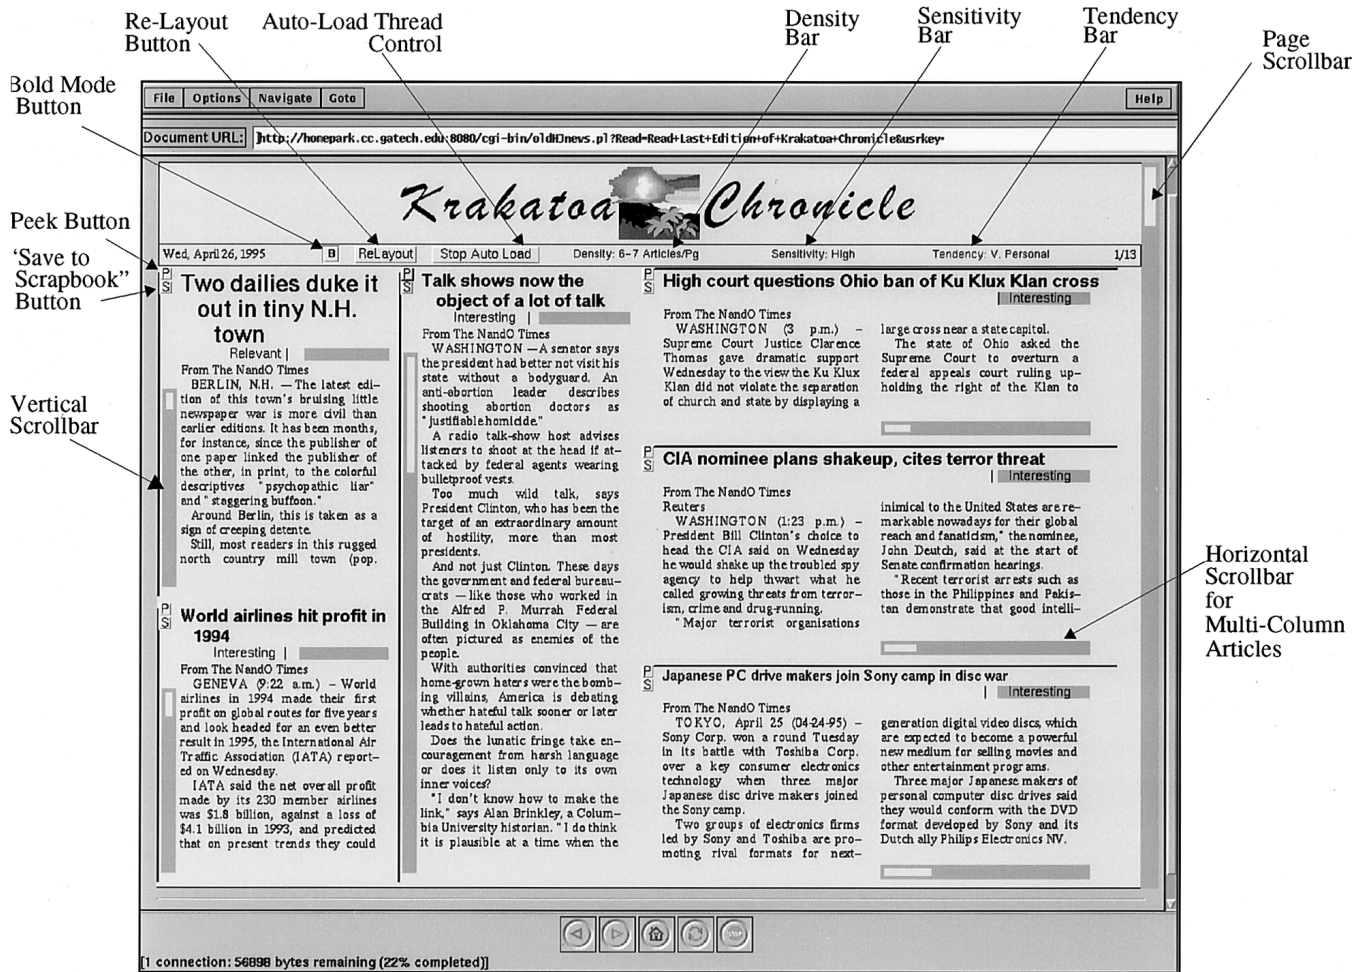 Re-Layout
Button
Auto-Load Thread
Control
Density
Bar
Sensitivity
Bar
Tendency
Bar
Page
Scrollbar
Bold Mode
Button
Peek Button
‘Save to
Scrapbook”
Button
Vertical
Scrollbar
Horizontal
Scrollbar
for
Multi-Column
Articles
File Options Navigate Goto Help
Document URL: http://homepark.cc.gatech.edu:8080/cgi-bin/oldHJnews.pl?Read=Read+Last+Edition+of+Krakatoa+Chronicle&usrkey=
Krakatoa Chronicle
Wed, April 26, 1995 B ReLayout Stop Auto Load Density: 6-7 Articles/Pg Sensitivity: High Tendency: V. Personal 1/13
P
S
Two dailies duke it
out in tiny N.H.
town
Relevant |
From The NandO Times
BERLIN, N.H. —The latest edi-
tion of this town's bruising little
newspaper war is more civil than
earlier editions. It has been months,
for instance, since the publisher of
one paper linked the publisher of
the other, in print, to the colorful
descriptives "psychopathic liar"
and "staggering buffoon."
Around Berlin, this is taken as a
sign of creeping detente.
Still, most readers in this rugged
north country mill town (pop.
P
S
World airlines hit profit in
1994
Interesting |
From The NandO Times
GENEVA (9:22 a.m.) - World
airlines in 1994 made their first
profit on global routes for five years
and look headed for an even better
result in 1995, the International Air
Traffic Association (IATA) report-
ed on Wednesday.
IATA said the net overall profit
made by its 230 member airlines
was $1.8 billion, against a loss of
$4.1 billion in 1993, and predicted
that on present trends they could
P
S
Talk shows now the
object of a lot of talk
Interesting |
From The NandO Times
WASHINGTON —A senator says
the president had better not visit his
state without a bodyguard. An
anti-abortion leader describes
shooting abortion doctors as
"justifiable homicide."
A radio talk-show host advises
listeners to shoot at the head if at-
tacked by federal agents wearing
bulletproof vests.
Too much wild talk, says
President Clinton, who has been the
target of an extraordinary amount
of hostility, more than most
presidents.
And not just Clinton. These days
the government and federal bureau-
crats —like those who worked in
the Alfred P. Murrah Federal
Building in Oklahoma City —are
often pictured as enemies of the
people.
With authorities convinced that
home-grown haters were the bomb-
ing villains, America is debating
whether hateful talk sooner or later
leads to hateful action.
Does the lunatic fringe take en-
couragement from harsh language
or does it listen only to its own
inner voices?
"I don't know how to make the
link," says Alan Brinkley, a Colum-
bia University historian. "I do think
it is plausible at a time when the
P
S
High court questions Ohio ban of Ku Klux Klan cross
| Interesting
From The NandO Times
WASHINGTON (3 p.m.) -
Supreme Court Justice Clarence
Thomas gave dramatic support
Wednesday to the view the Ku Klux
Klan did not violate the separation
of church and state by displaying a
large cross near a state capitol.
The state of Ohio asked the
Supreme Court to overturn a
federal appeals court ruling up-
holding the right of the Klan to
P
S
CIA nominee plans shakeup, cites terror threat
| Interesting
From The NandO Times
Reuters
WASHINGTON (1:23 p.m.) -
President Bill Clinton's choice to
head the CIA said on Wednesday
he would shake up the troubled spy
agency to help thwart what he
called growing threats from terror-
ism, crime and drug-running.
"Major terrorist organisations
inimical to the United States are re-
markable nowadays for their global
reach and fanaticism," the nominee,
John Deutch, said at the start of
Senate confirmation hearings.
"Recent terrorist arrests such as
those in the Philippines and Pakis-
tan demonstrate that good intelli-
P
S
Japanese PC drive makers join Sony camp in disc war
| Interesting
From The NandO Times
TOKYO, April 25 (04-24-95) -
Sony Corp. won a round Tuesday
in its battle with Toshiba Corp.
over a key consumer electronics
technology when three major
Japanese disc drive makers joined
the Sony camp.
Two groups of electronics firms
led by Sony and Toshiba are pro-
moting rival formats for next-
generation digital video discs, which
are expected to become a powerful
new medium for selling movies and
other entertainment programs.
Three major Japanese makers of
personal computer disc drives said
they would conform with the DVD
format developed by Sony and its
Dutch ally Philips Electronics NV.
STOP
[1 connection: 56898 bytes remaining (22% completed)]